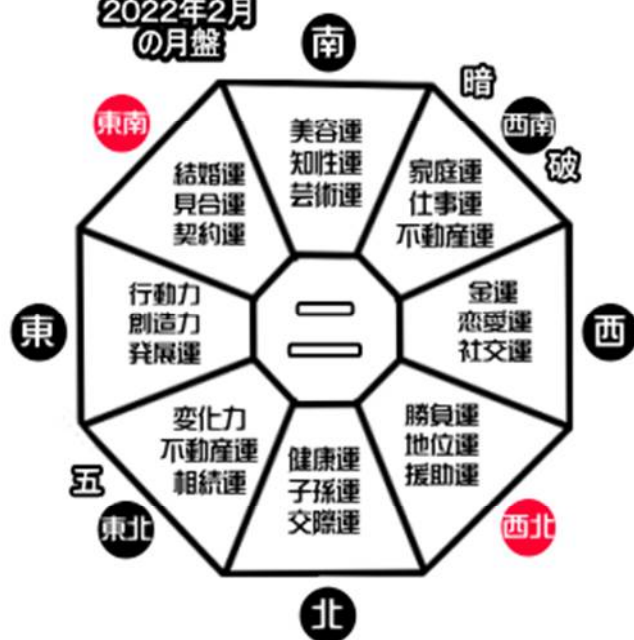 2022年2月
の月盤
南
暗
東南
西南
破
美容運
知性運
芸術運
結婚運
見合運
契約運
家庭運
仕事運
不動産運
行動力
創造力
発展運
金運
恋愛運
社交運
東
二
西
変化力
不動産運
相続運
勝負運
地位運
援助運
健康運
子孫運
交際運
五
東北
西北
北